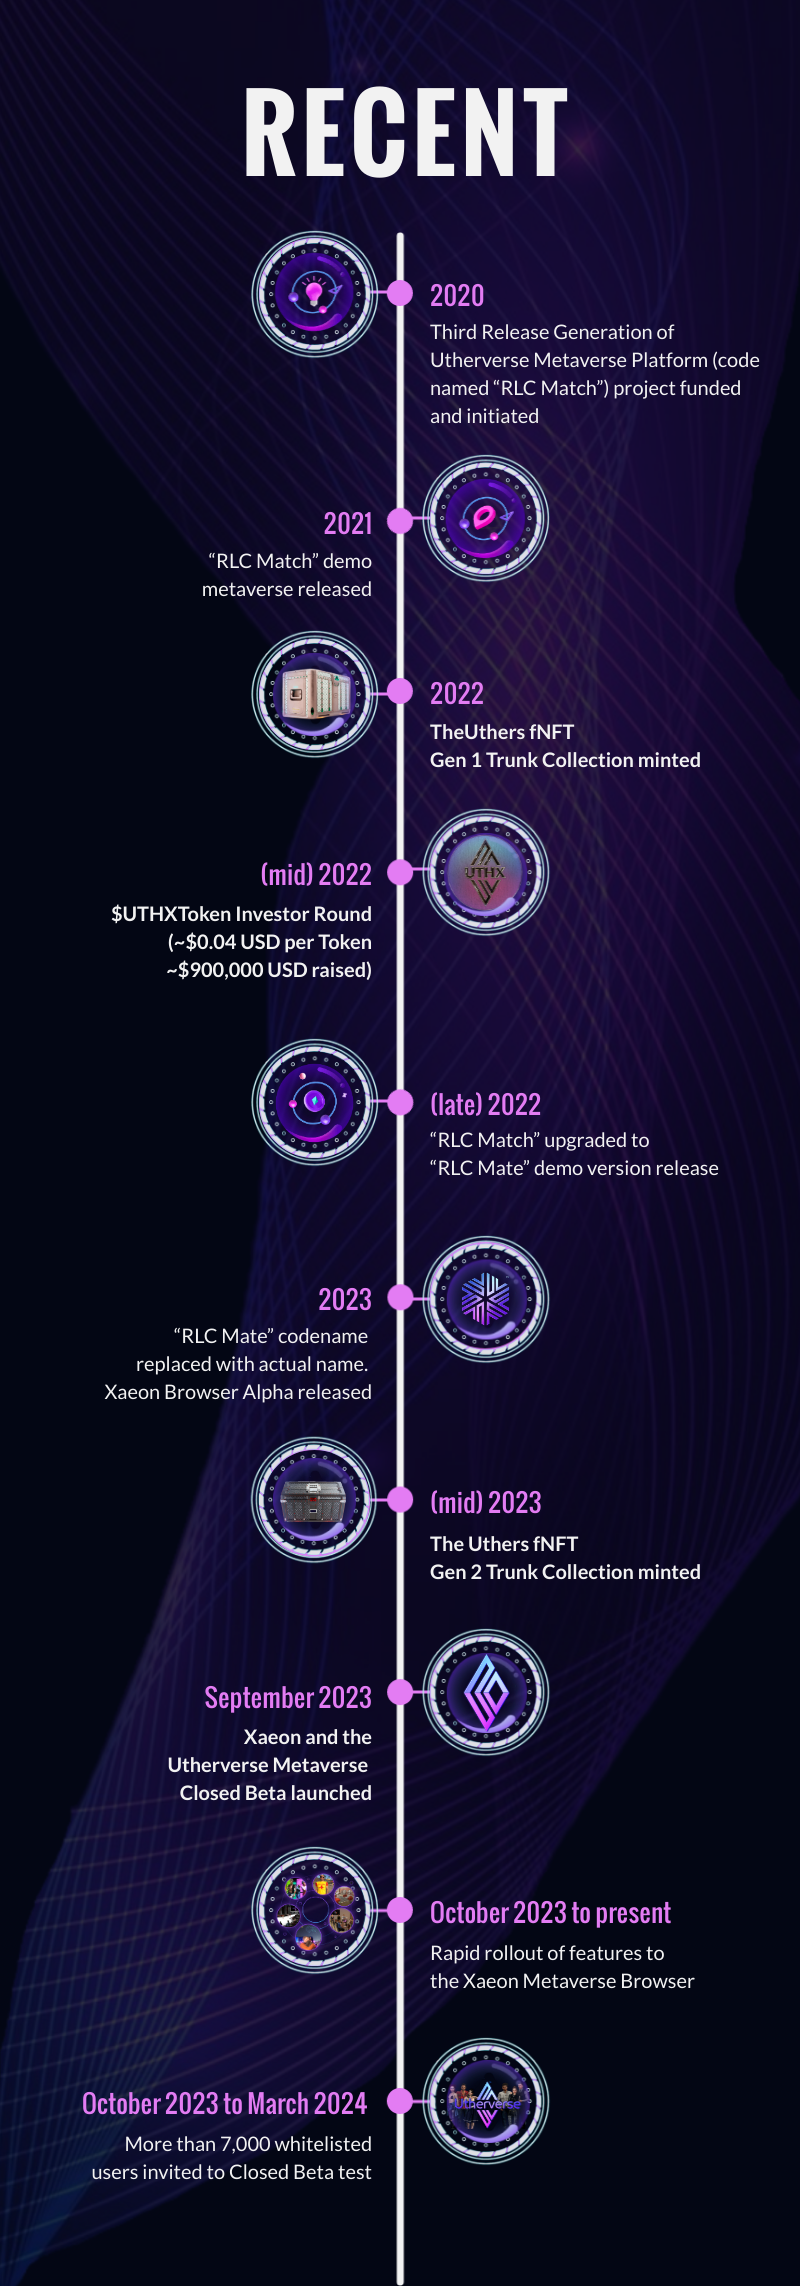 RECENT
2020
Third Release Generation of
Utherverse Metaverse Platform (code
named “RLC Match”) project funded
and initiated
2021
“RLC Match” demo
metaverse released
2022
TheUthers fNFT
Gen 1 Trunk Collection minted
(mid) 2022
UTHX
$UTHXToken Investor Round
(~$0.04 USD per Token
~$900,000 USD raised)
(late) 2022
“RLC Match” upgraded to
“RLC Mate” demo version release
2023
“RLC Mate” codename
replaced with actual name.
Xaeon Browser Alpha released
(mid) 2023
The Uthers fNFT
Gen 2 Trunk Collection minted
September 2023
Xaeon and the
Utherverse Metaverse
Closed Beta launched
October 2023 to present
Rapid rollout of features to
the Xaeon Metaverse Browser
October 2023 to March 2024
Utherverse
More than 7,000 whitelisted
users invited to Closed Beta test